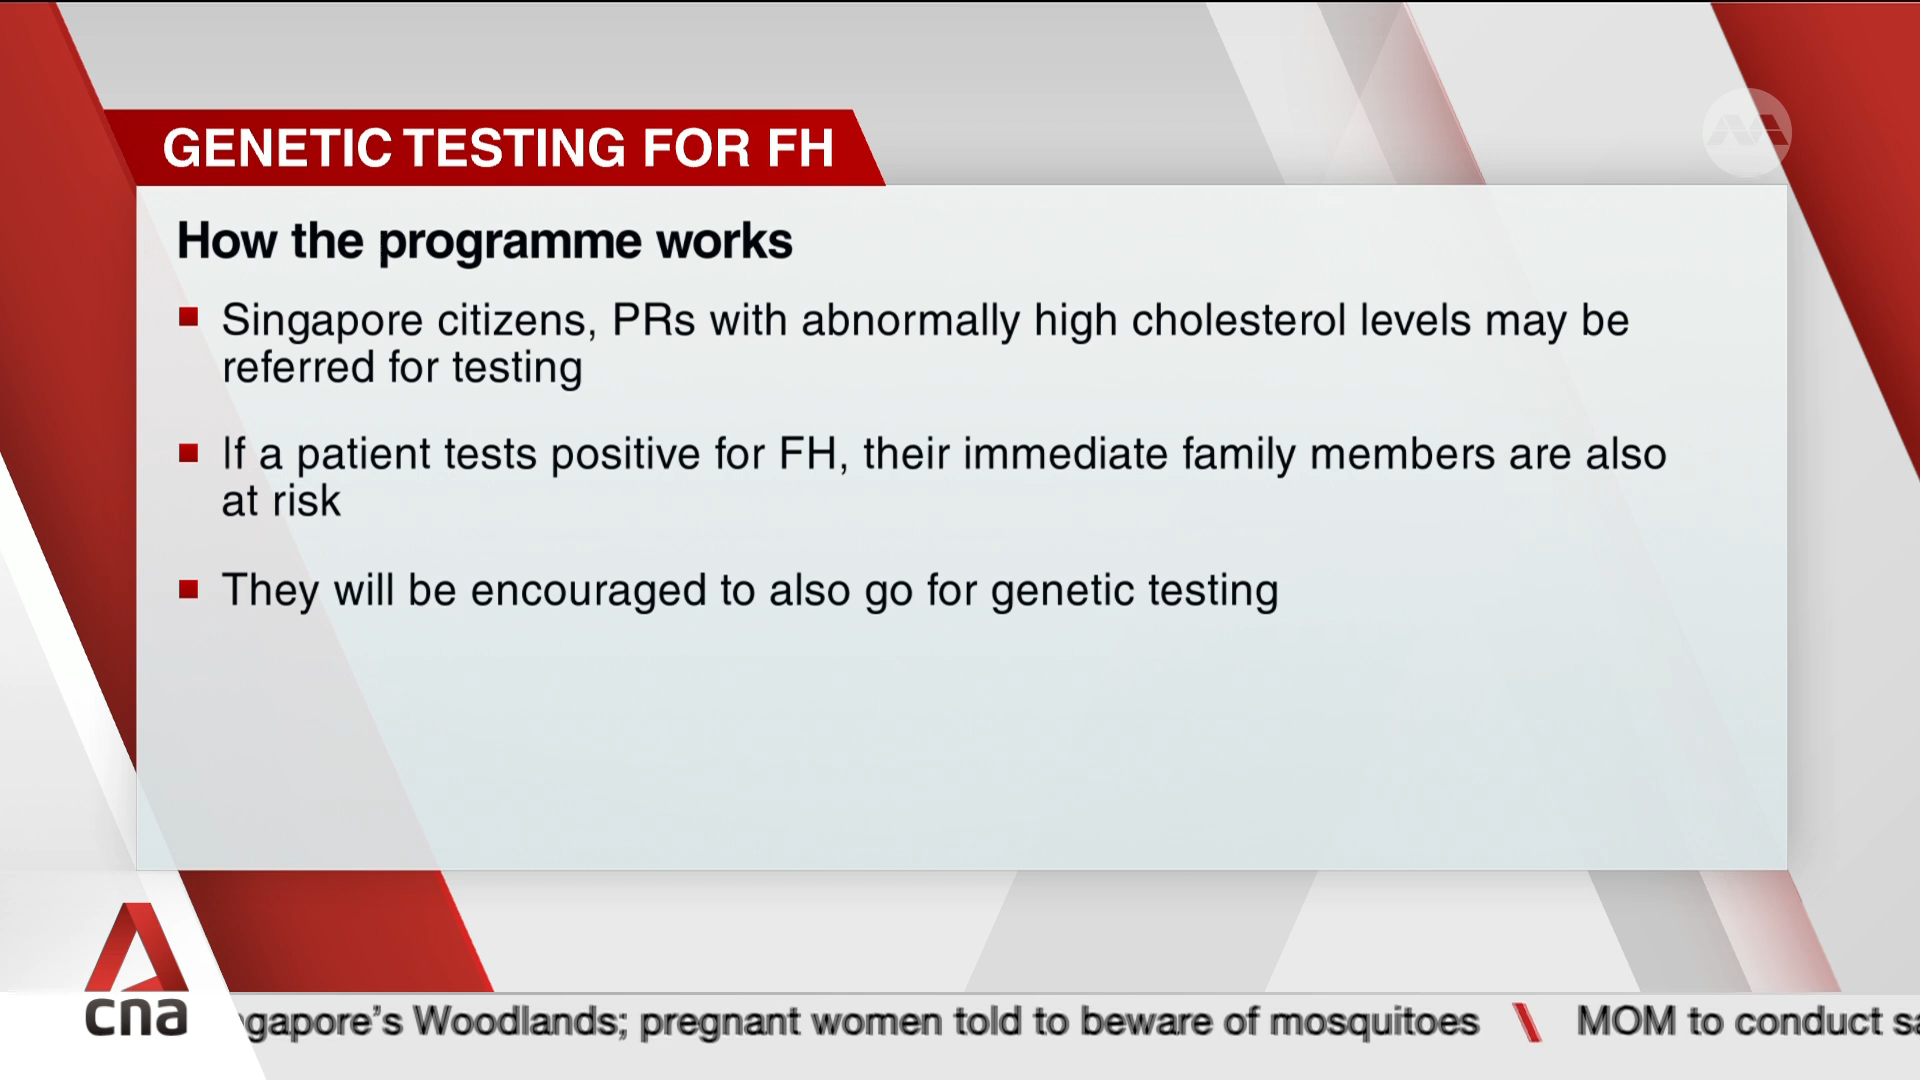 GENETIC TESTING FOR FH
How the programme works
Singapore citizens, PRs with abnormally high cholesterol levels may be
referred for testing
If a patient tests positive for FH, their immediate family members are also
at risk
They will be encouraged to also go for genetic testing
cna
gapore's Woodlands; pregnant women told to beware of mosquitoes \\ MOM to conduct sa